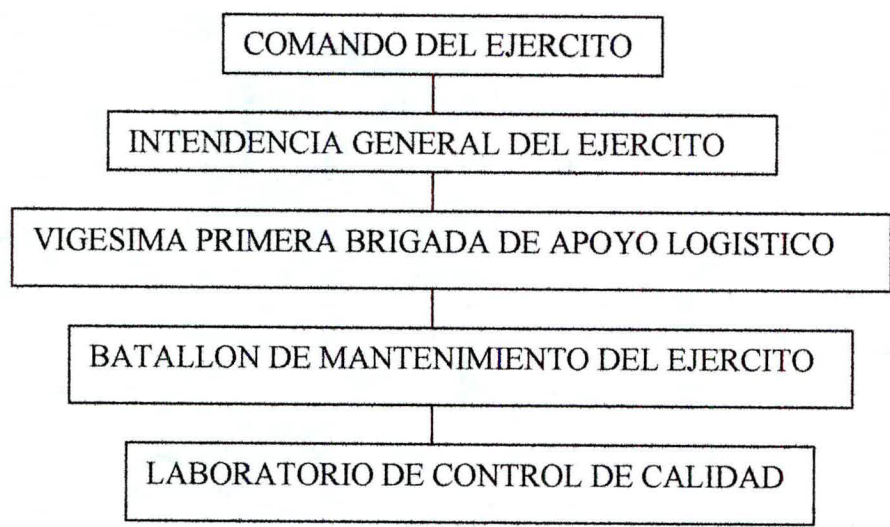 COMANDO DEL EJERCITO
INTENDENCIA GENERAL DEL EJERCITO
VIGESIMA PRIMERA BRIGADA DE APOYO LOGISTICO
BATALLON DE MANTENIMIENTO DEL EJERCITO
LABORATORIO DE CONTROL DE CALIDAD